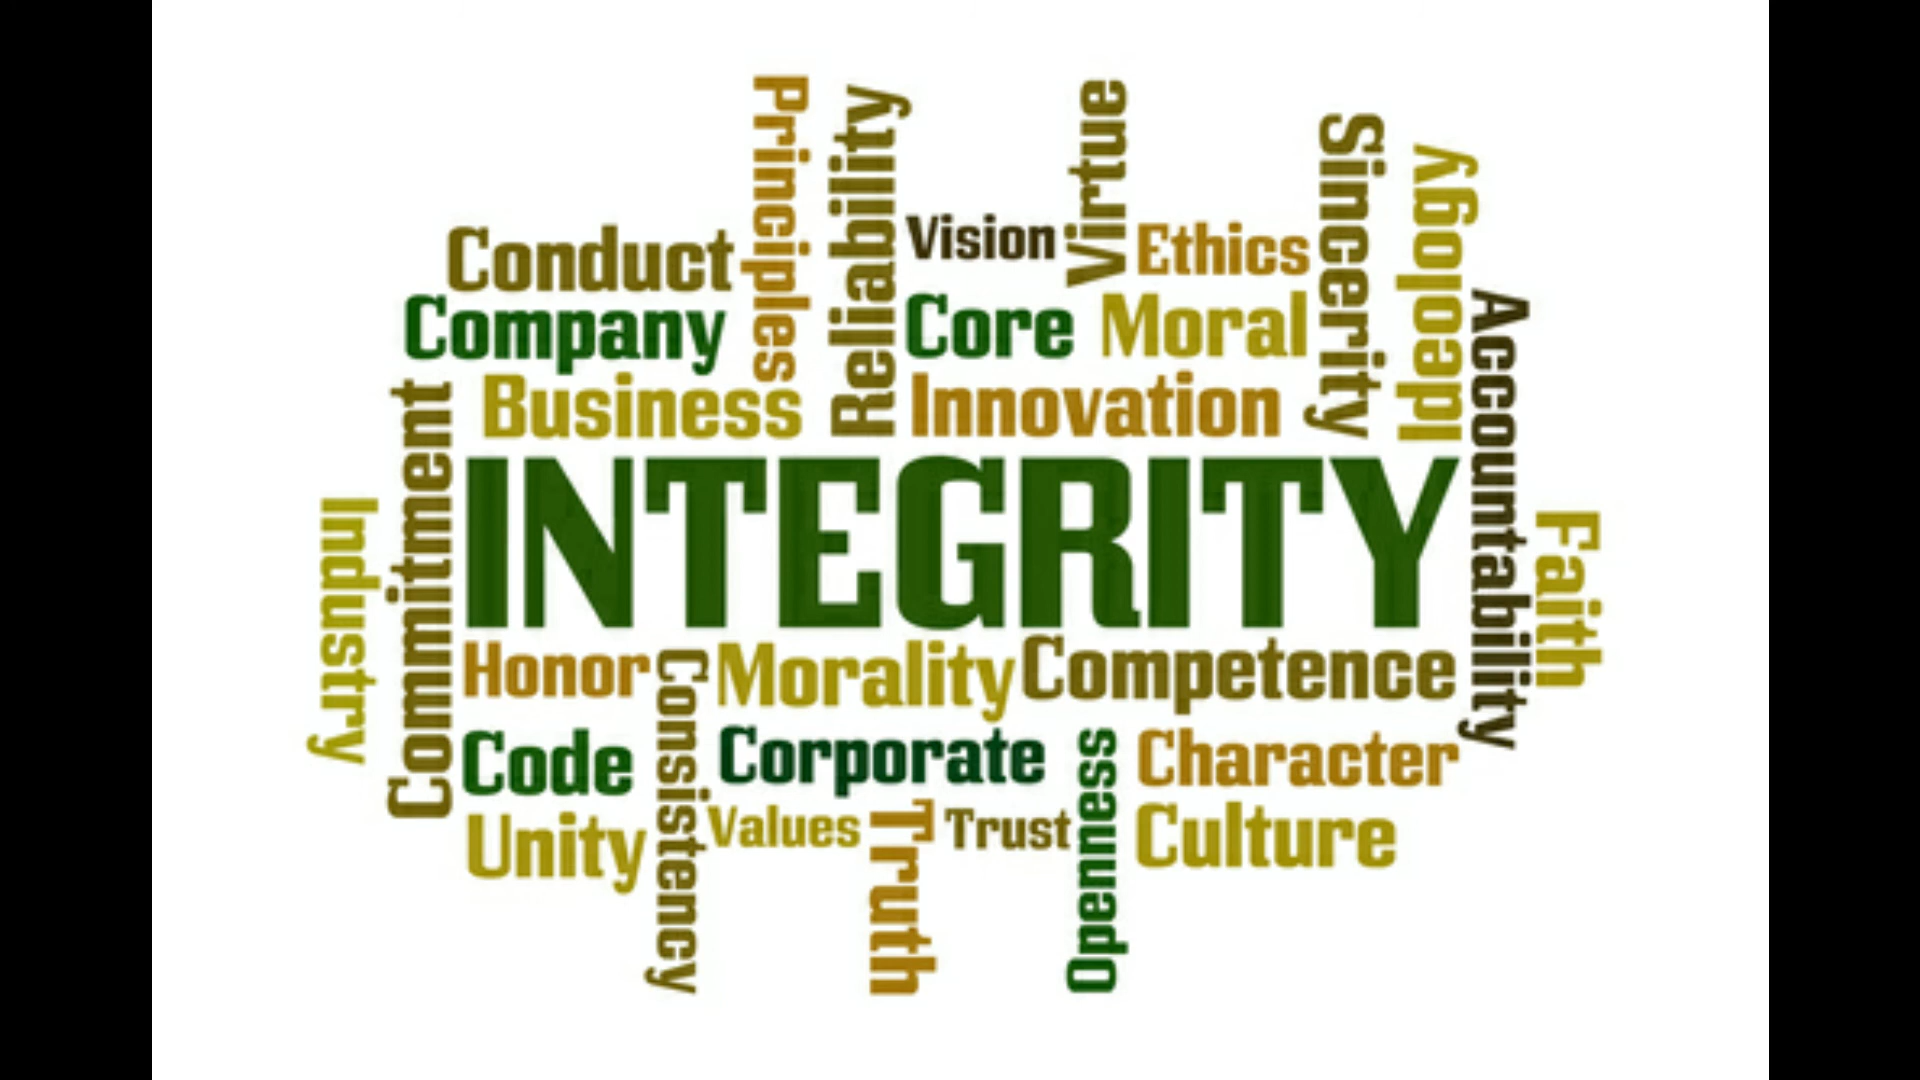 Principles
Reliability
Virtue
Sincerity
Ideology
Conduct
Vision
Ethics
Company
Core
Moral
Accountability
Business
Innovation
Commitment
INTEGRITY
Industry
Faith
Honor
Consistency
Morality
Competence
Code
Corporate
Openness
Character
Unity
Values
Truth
Trust
Culture